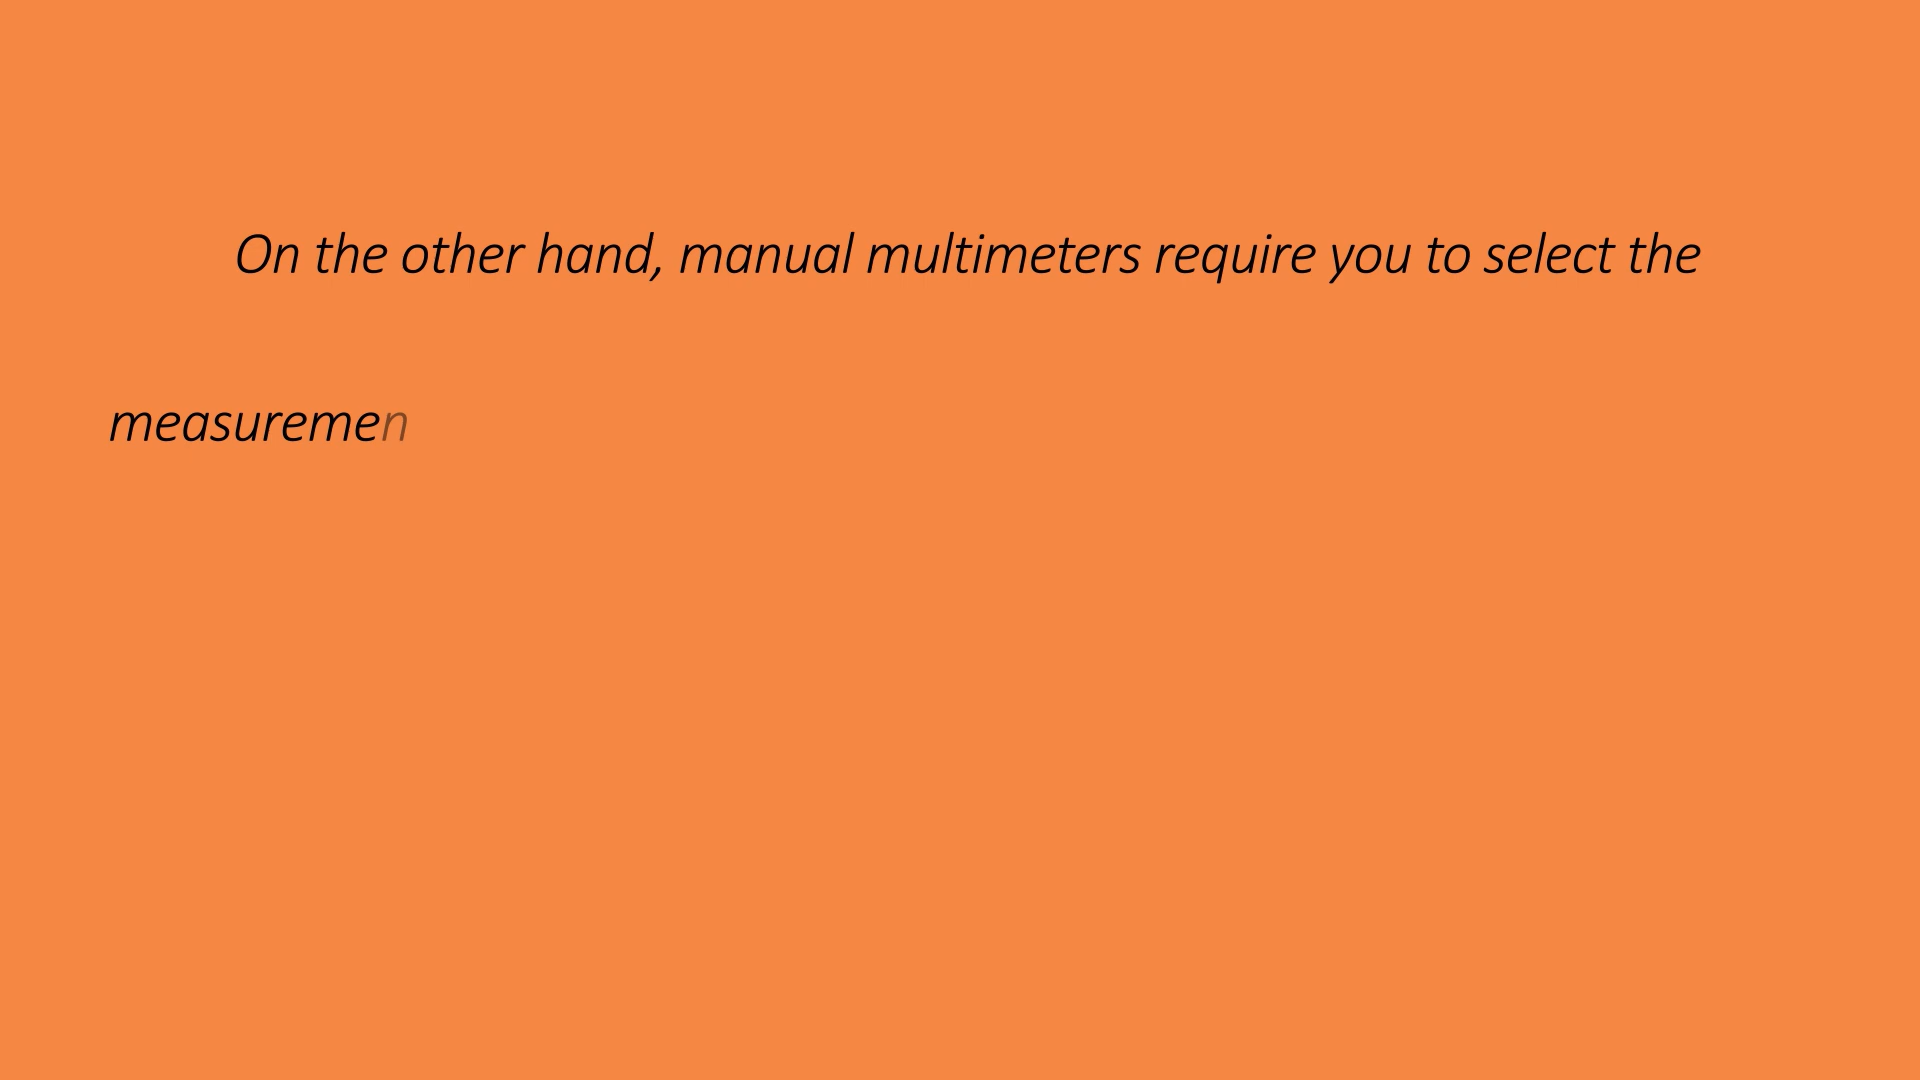 On the other hand, manual multimeters require you to select the
measuremen